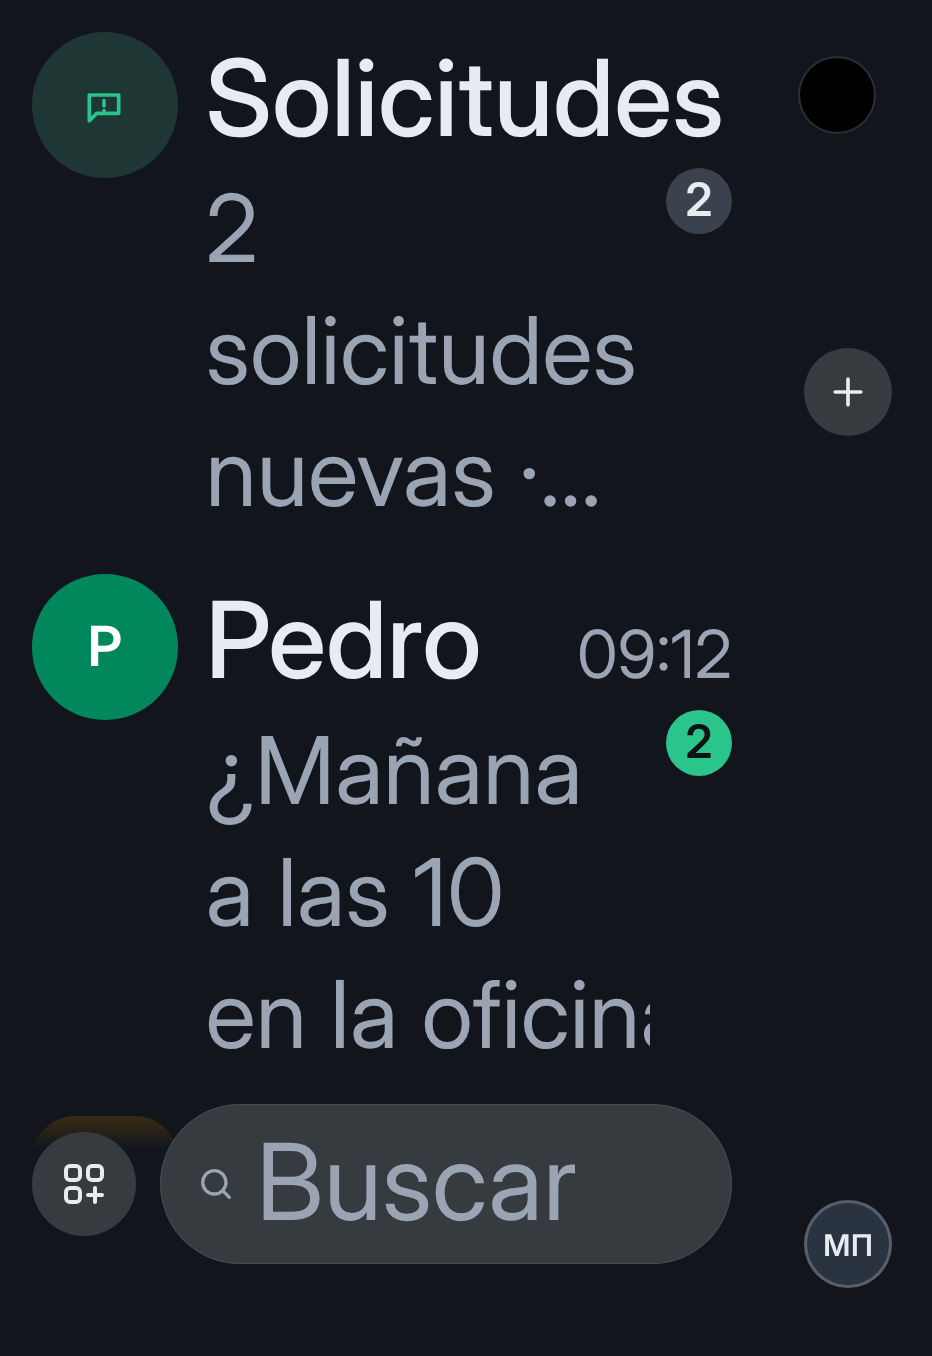 Solicitudes
2
2
solicitudes
nuevas ·...
P
Pedro
09:12
¿Mañana
2
a las 10
en la oficin
Buscar
МП